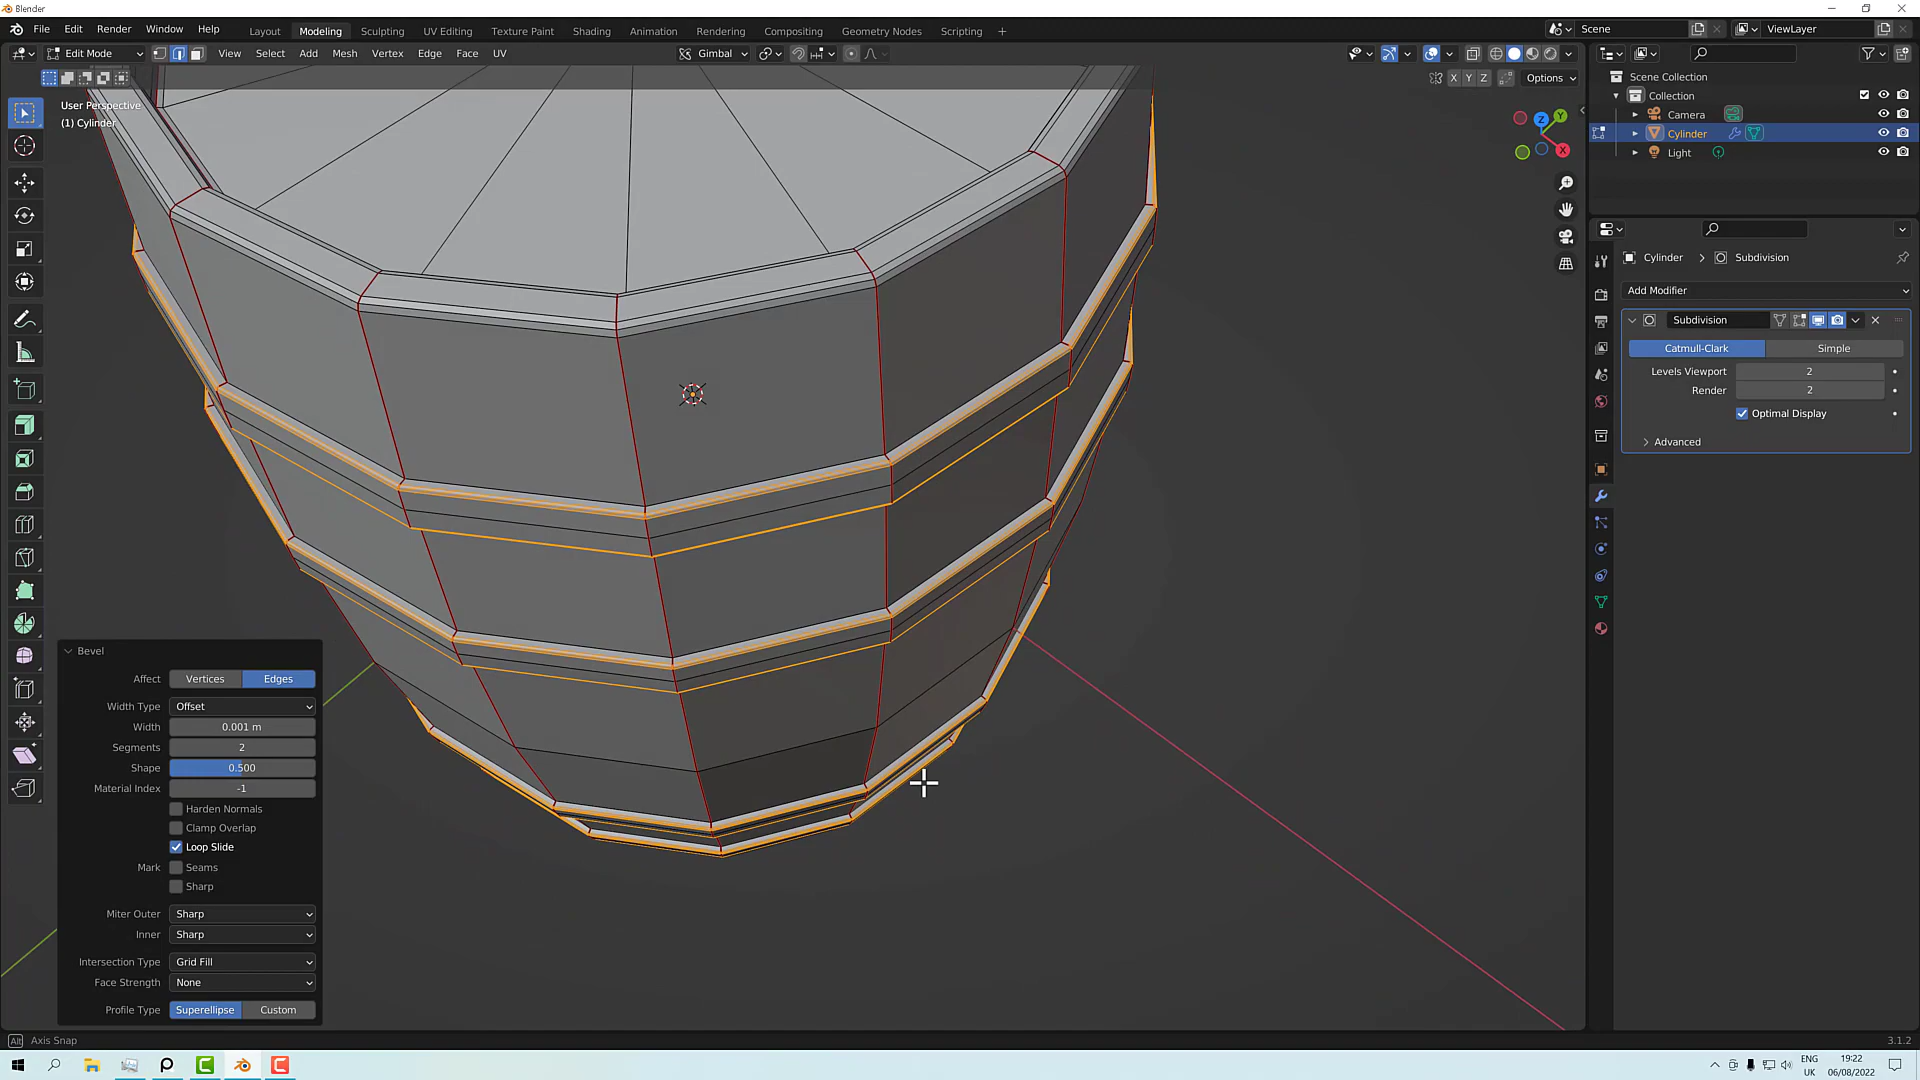 Blender
File Edit Render Window Help
Layout Modeling Sculpting UV Editing Texture Paint Shading Animation Rendering Compositing Geometry Nodes Scripting +
Scene
ViewLayer
Edit Mode View Select Add Mesh Vertex Edge Face UV
Gimbal
X Y Z Options
User Perspective
(1) Cylinder
Z Y X
Scene Collection
Collection
Camera
Cylinder
Light
Cylinder > Subdivision
Add Modifier
Subdivision
Catmull-Clark Simple
Levels Viewport 2
Render 2
Optimal Display
Advanced
Bevel
Affect Vertices Edges
Width Type Offset
Width 0.001 m
Segments 2
Shape 0.500
Material Index -1
Harden Normals
Clamp Overlap
Loop Slide
Mark Seams
Sharp
Miter Outer Sharp
Inner Sharp
Intersection Type Grid Fill
Face Strength None
Profile Type Superellipse Custom
Alt Axis Snap
3.1.2
ENG
UK
19:22
06/08/2022